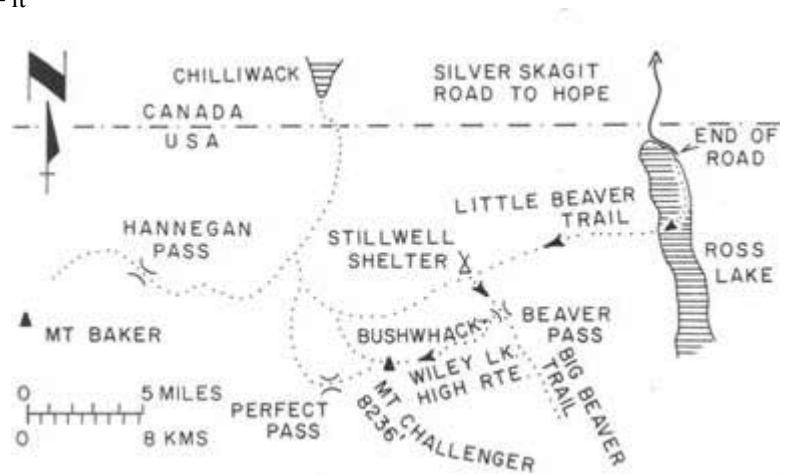 N
CHILLIWACK
SILVER SKAGIT
ROAD TO HOPE
CANADA
USA
END OF
ROAD
LITTLE BEAVER
TRAIL
HANNEGAN
PASS
STILLWELL
SHELTER
ROSS
LAKE
MT BAKER
BUSHWHACK
BEAVER
PASS
WILEY LK.
HIGH RTE
BIG BEAVER
TRAIL
MT CHALLENGER
8236'
PERFECT
PASS
0 5 MILES
0 8 KMS